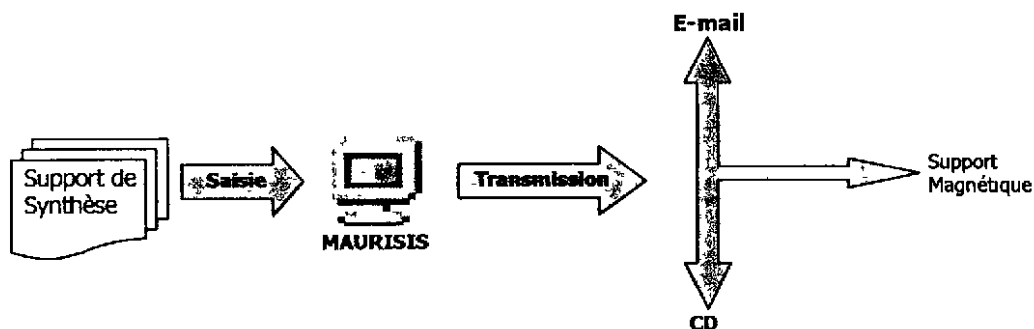 E-mail
Support de
Synthèse
Saisie
MAURISIS
Transmission
Support
Magnétique
CD